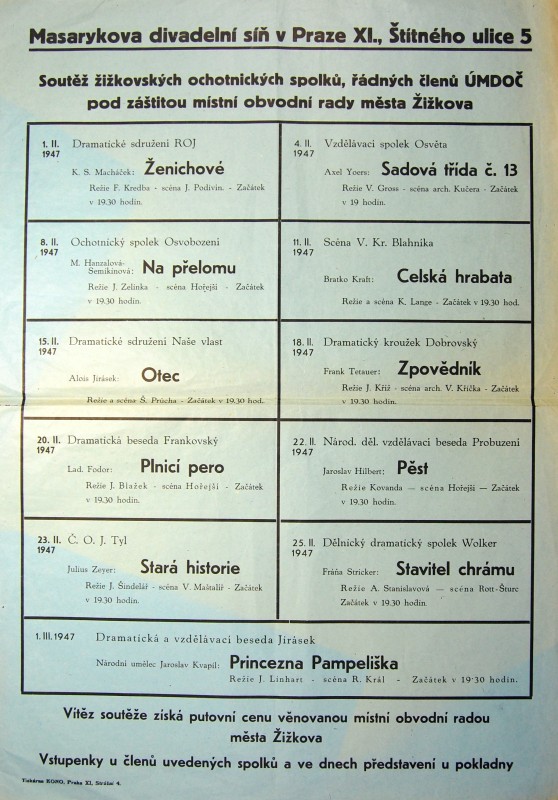 Masarykova divadelní síň v Praze XI., Štítného ulice 5
Soutěž žižkovských ochotnických spolků, řádných členů ÚMDOČ
pod záštitou místní obvodní rady města Žižkova
1. II. 1947 Dramatické sdružení ROJ
K. S. Macháček: Ženichové
Režie F. Kredba - scéna J. Podivín. - Začátek
v 19.30 hodin.
4. II. 1947 Vzdělávací spolek Osvěta
Axel Yoers: Sadová třída č. 13
Režie V. Gross - scéna arch. Kučera - Začátek
v 19 hodin.
8. II. 1947 Ochotnický spolek Osvobození
M. Hanzalová-
Semikinová: Na přelomu
Režie J. Zelinka - scéna Hořejší - Začátek
v 19.30 hodin.
11. II. 1947 Scéna V. Kr. Blahníka
Bratko Kraft: Celská hrabata
Režie a scéna K. Lange - Začátek v 19.30 hod.
15. II. 1947 Dramatické sdružení Naše vlast
Alois Jirásek: Otec
Režie a scéna Š. Průcha - Začátek v 19.30 hod.
18. II. 1947 Dramatický kroužek Dobrovský
Frank Tetauer: Zpovědník
Režie J. Kříž - scéna arch. V. Křička - Začátek
v 19.30 hodin.
20. II. 1947 Dramatická beseda Frankovský
Lad. Fodor: Plnicí pero
Režie J. Blažek - scéna Hořejší - Začátek
v 19.30 hodin.
22. II. 1947 Národ. děl. vzdělávací beseda Probuzení
Jaroslav Hilbert: Pěst
Režie Kovanda — scéna Hořejší — Začátek
v 19.30 hodin.
23. II. 1947 Č. O. J. Tyl
Julius Zeyer: Stará historie
Režie J. Šindelář - scéna V. Maštalíř - Začátek
v 19.30 hodin.
25. II. 1947 Dělnický dramatický spolek Wolker
Fráňa Stricker: Stavitel chrámu
Režie A. Stanislavová — scéna Rott-Šturc
Začátek v 19.30 hodin
1. III. 1947 Dramatická a vzdělávací beseda Jirásek
Národní umělec Jaroslav Kvapil: Princezna Pampeliška
Režie J. Linhart - scéna R. Král - Začátek v 19·30 hodin.
Vítěz soutěže získá putovní cenu věnovanou místní obvodní radou
města Žižkova
Vstupenky u členů uvedených spolků a ve dnech představení u pokladny
Tiskárna KONO, Praha XI, Strážní 4.